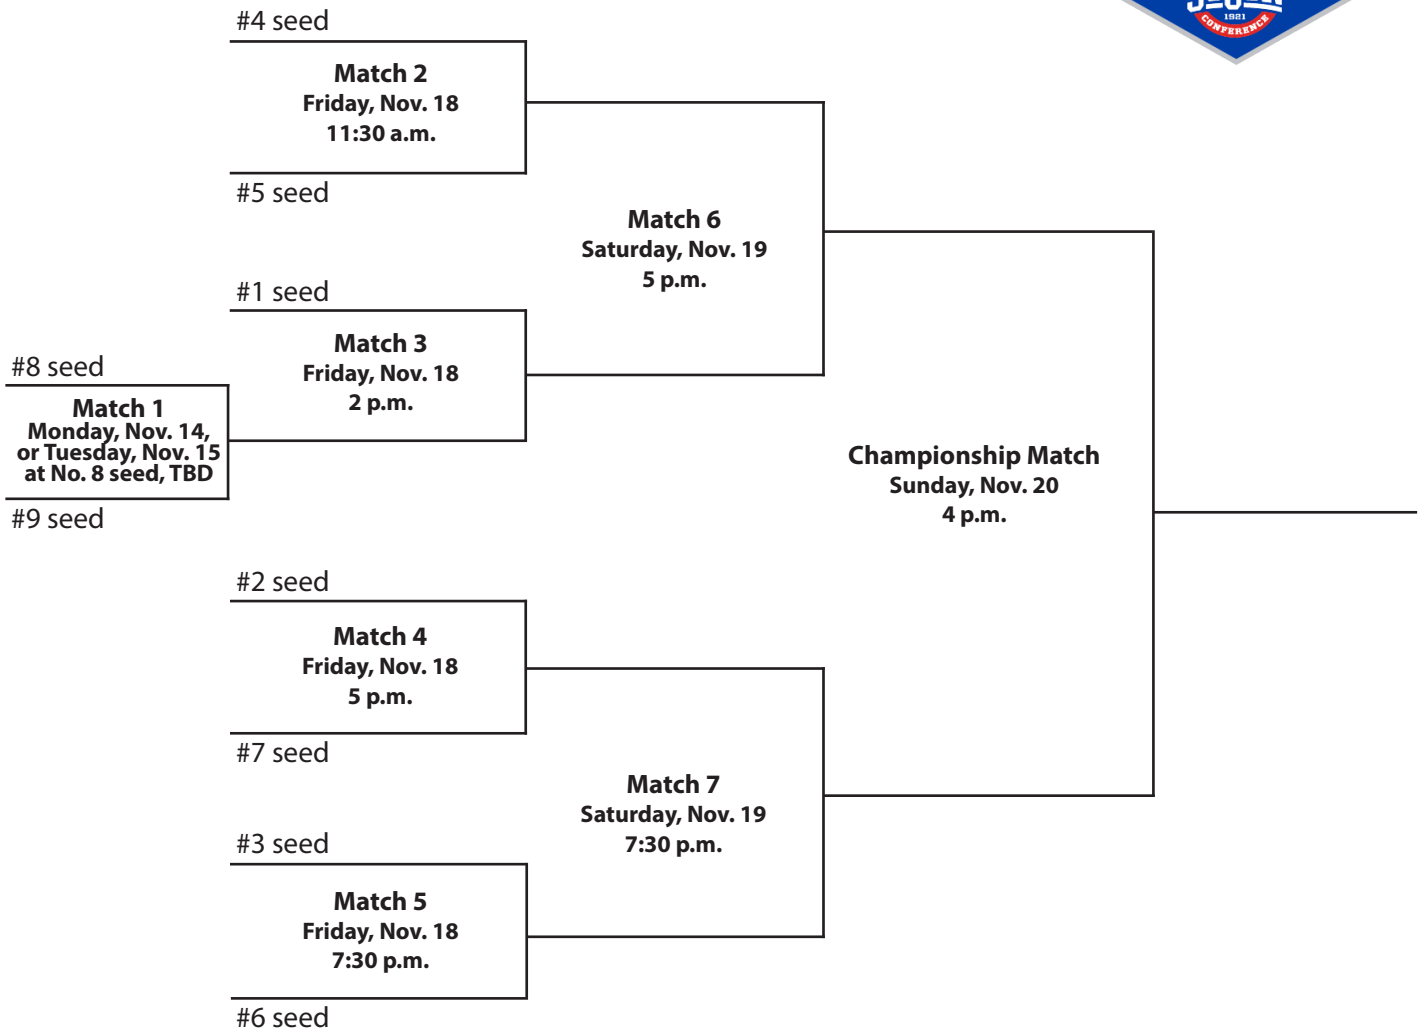 #4 seed
Match 2
Friday, Nov. 18
11:30 a.m.
#5 seed
Match 6
Saturday, Nov. 19
5 p.m.
#1 seed
Match 3
Friday, Nov. 18
2 p.m.
#8 seed
Match 1
Monday, Nov. 14,
or Tuesday, Nov. 15
at No. 8 seed, TBD
#9 seed
Championship Match
Sunday, Nov. 20
4 p.m.
#2 seed
Match 4
Friday, Nov. 18
5 p.m.
#7 seed
Match 7
Saturday, Nov. 19
7:30 p.m.
#3 seed
Match 5
Friday, Nov. 18
7:30 p.m.
#6 seed
1921
CONFERENCE